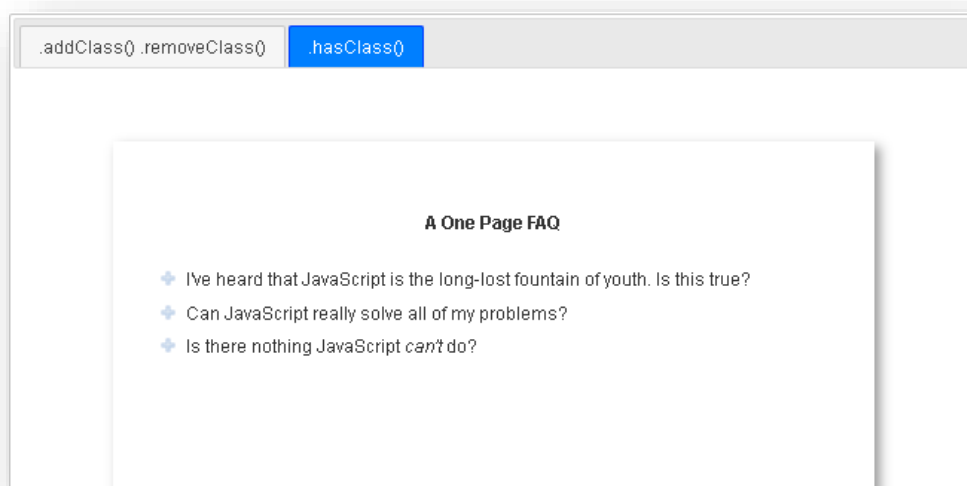 .addClass() .removeClass()
.hasClass()
A One Page FAQ
I've heard that JavaScript is the long-lost fountain of youth. Is this true?
Can JavaScript really solve all of my problems?
Is there nothing JavaScript can't do?